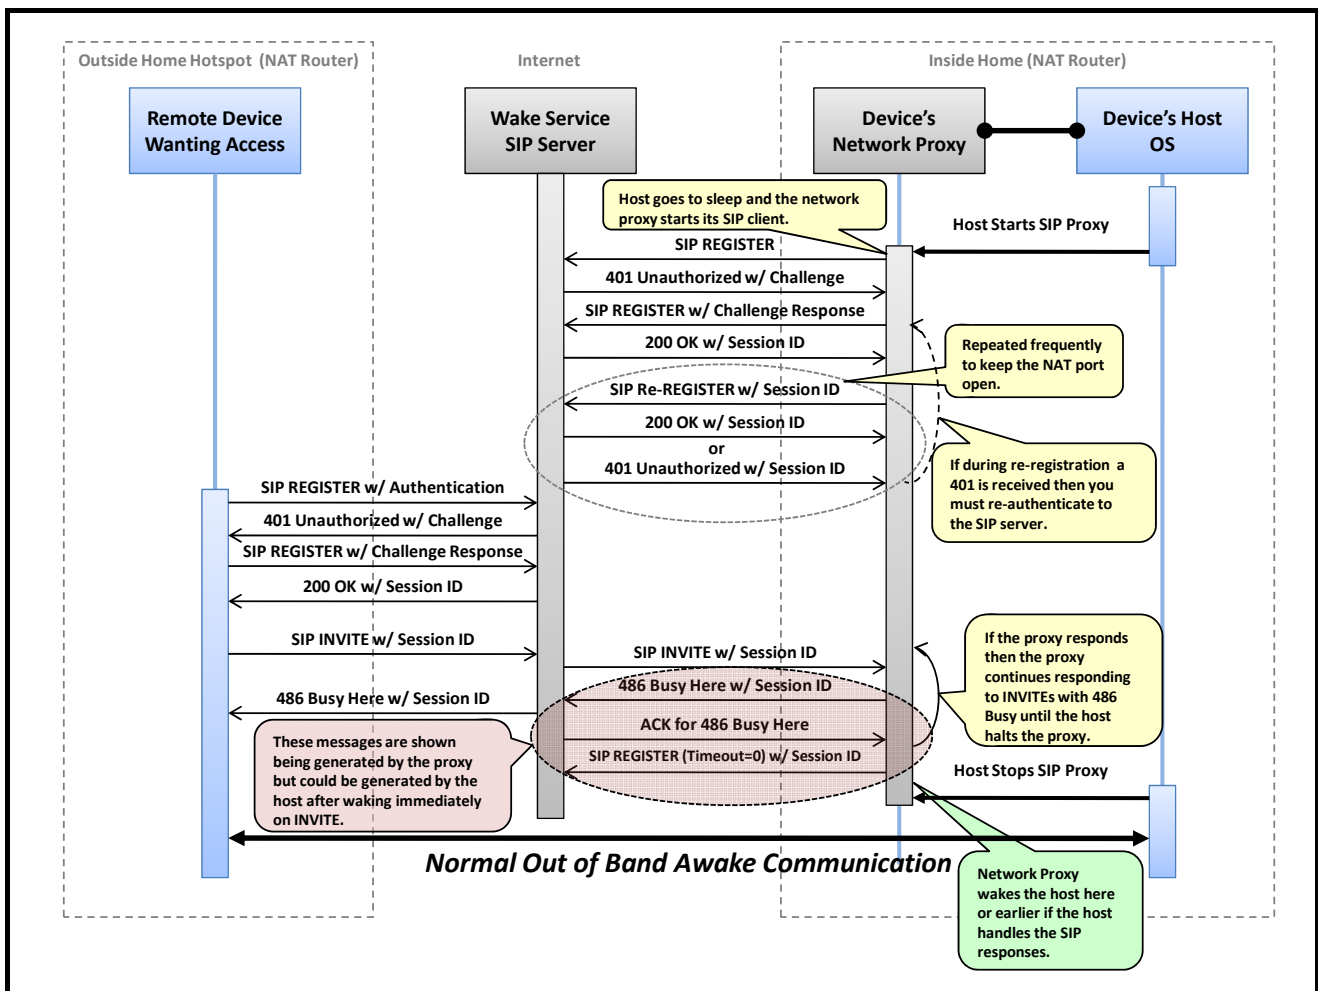 Outside Home Hotspot (NAT Router)
Internet
Inside Home (NAT Router)
Remote Device
Wanting Access
Wake Service
SIP Server
Device's
Network Proxy
Device's Host
OS
Host goes to sleep and the network
proxy starts its SIP client.
Host Starts SIP Proxy
SIP REGISTER
401 Unauthorized w/ Challenge
SIP REGISTER w/ Challenge Response
200 OK w/ Session ID
Repeated frequently
to keep the NAT port
open.
SIP Re-REGISTER w/ Session ID
200 OK w/ Session ID
or
401 Unauthorized w/ Session ID
If during re-registration a
401 is received then you
must re-authenticate to
the SIP server.
SIP REGISTER w/ Authentication
401 Unauthorized w/ Challenge
SIP REGISTER w/ Challenge Response
200 OK w/ Session ID
SIP INVITE w/ Session ID
SIP INVITE w/ Session ID
If the proxy responds
then the proxy
continues responding
to INVITEs with 486
Busy until the host
halts the proxy.
486 Busy Here w/ Session ID
486 Busy Here w/ Session ID
ACK for 486 Busy Here
SIP REGISTER (Timeout=0) w/ Session ID
These messages are shown
being generated by the proxy
but could be generated by the
host after waking immediately
on INVITE.
Host Stops SIP Proxy
Normal Out of Band Awake Communication
Network Proxy
wakes the host here
or earlier if the host
handles the SIP
responses.